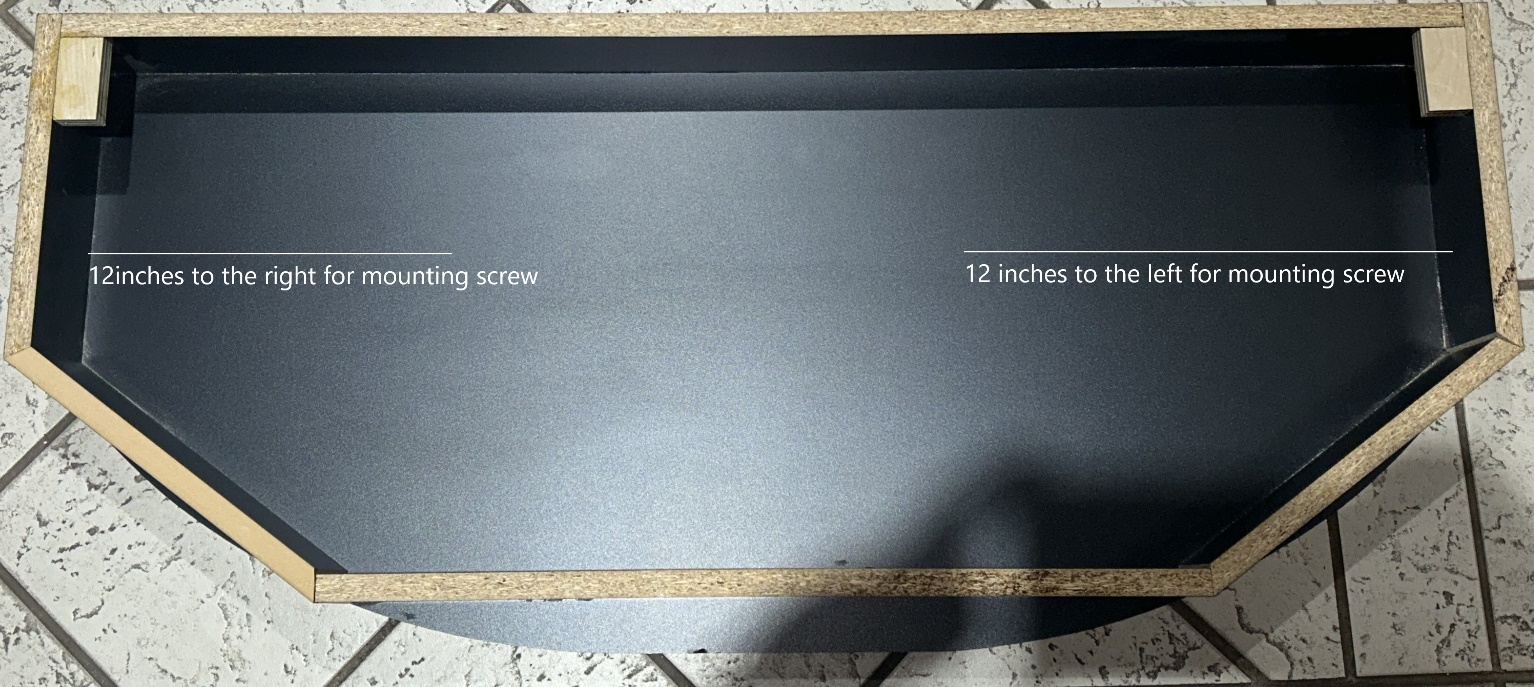 12inches to the right for mounting screw
12 inches to the left for mounting screw